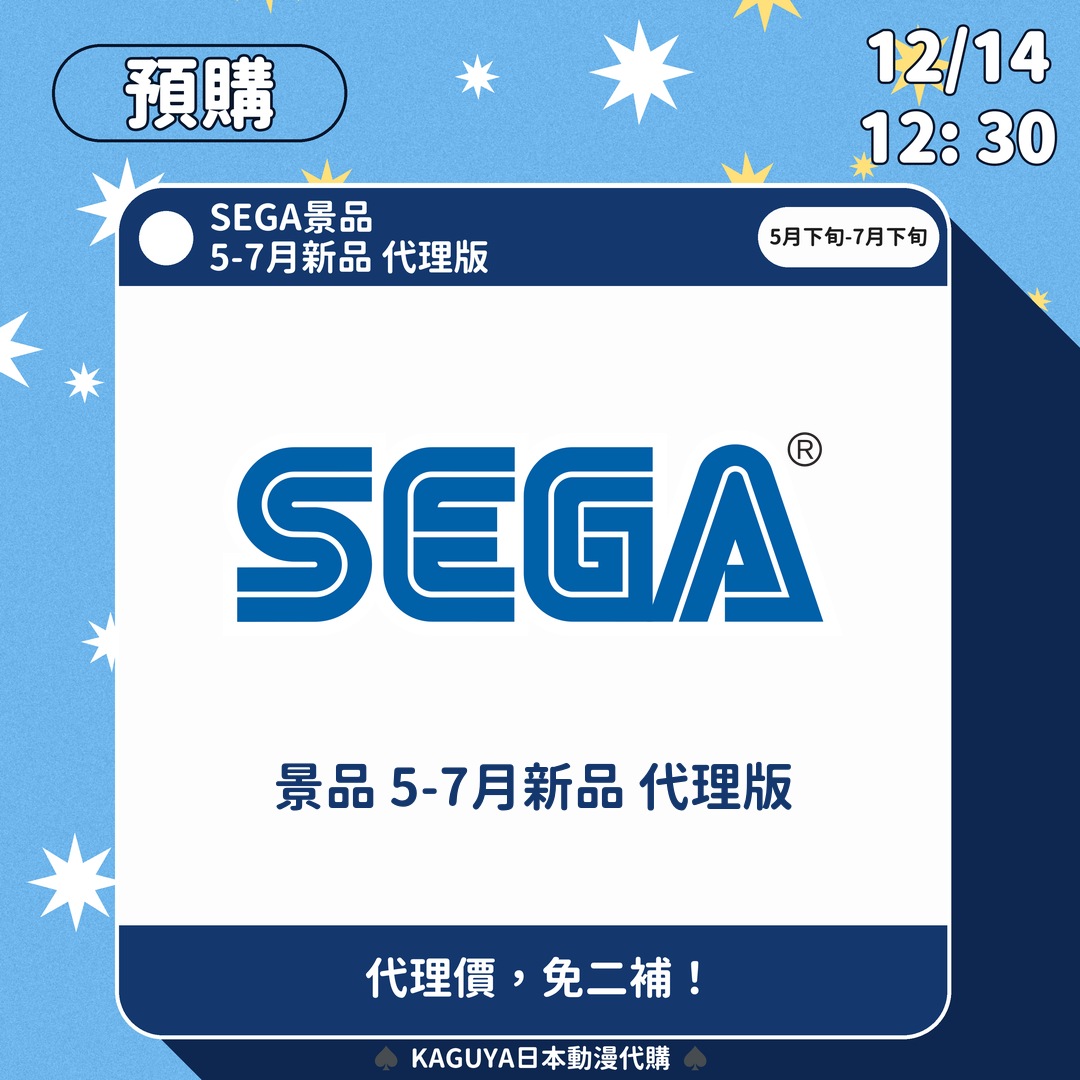 預購
12/14
12: 30
SEGA景品
5-7月新品 代理版
5月下旬-7月下旬
SEGA®
景品 5-7月新品 代理版
代理價，免二補！
♠ KAGUYA日本動漫代購 ♠